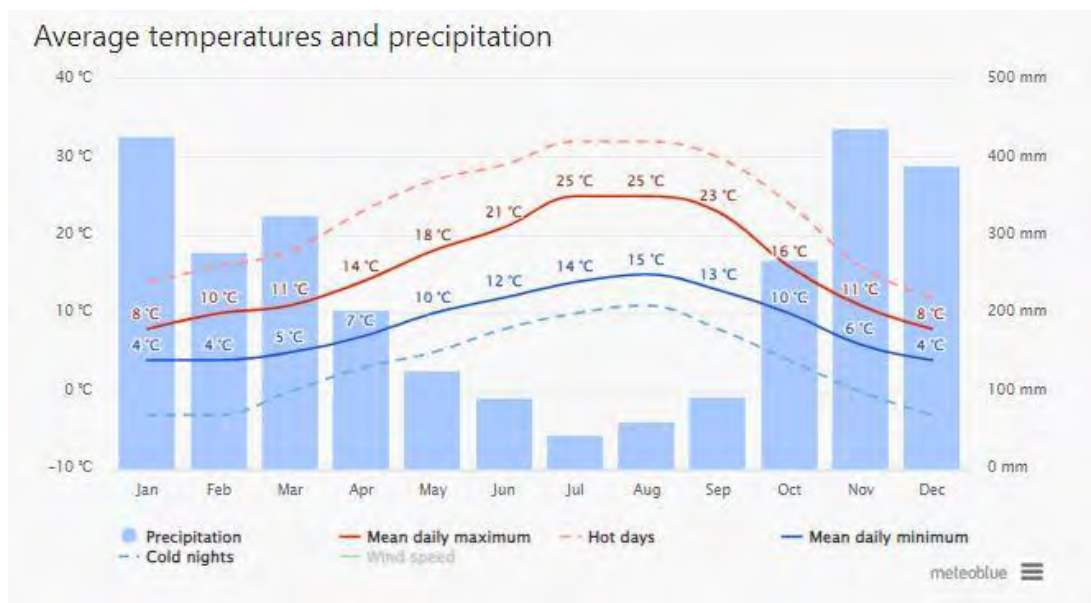 Average temperatures and precipitation
40 °C
500 mm
30 °C
400 mm
20 °C
300 mm
10 °C
200 mm
0 °C
100 mm
-10 °C
0 mm
8 °C
10 °C
11 °C
14 °C
18 °C
21 °C
25 °C
25 °C
23 °C
16 °C
11 °C
8 °C
4 °C
4 °C
5 °C
7 °C
10 °C
12 °C
14 °C
15 °C
13 °C
10 °C
6 °C
4 °C
Jan Feb Mar Apr May Jun Jul Aug Sep Oct Nov Dec
Precipitation Mean daily maximum Hot days Mean daily minimum
Cold nights Wind speed
meteoblue